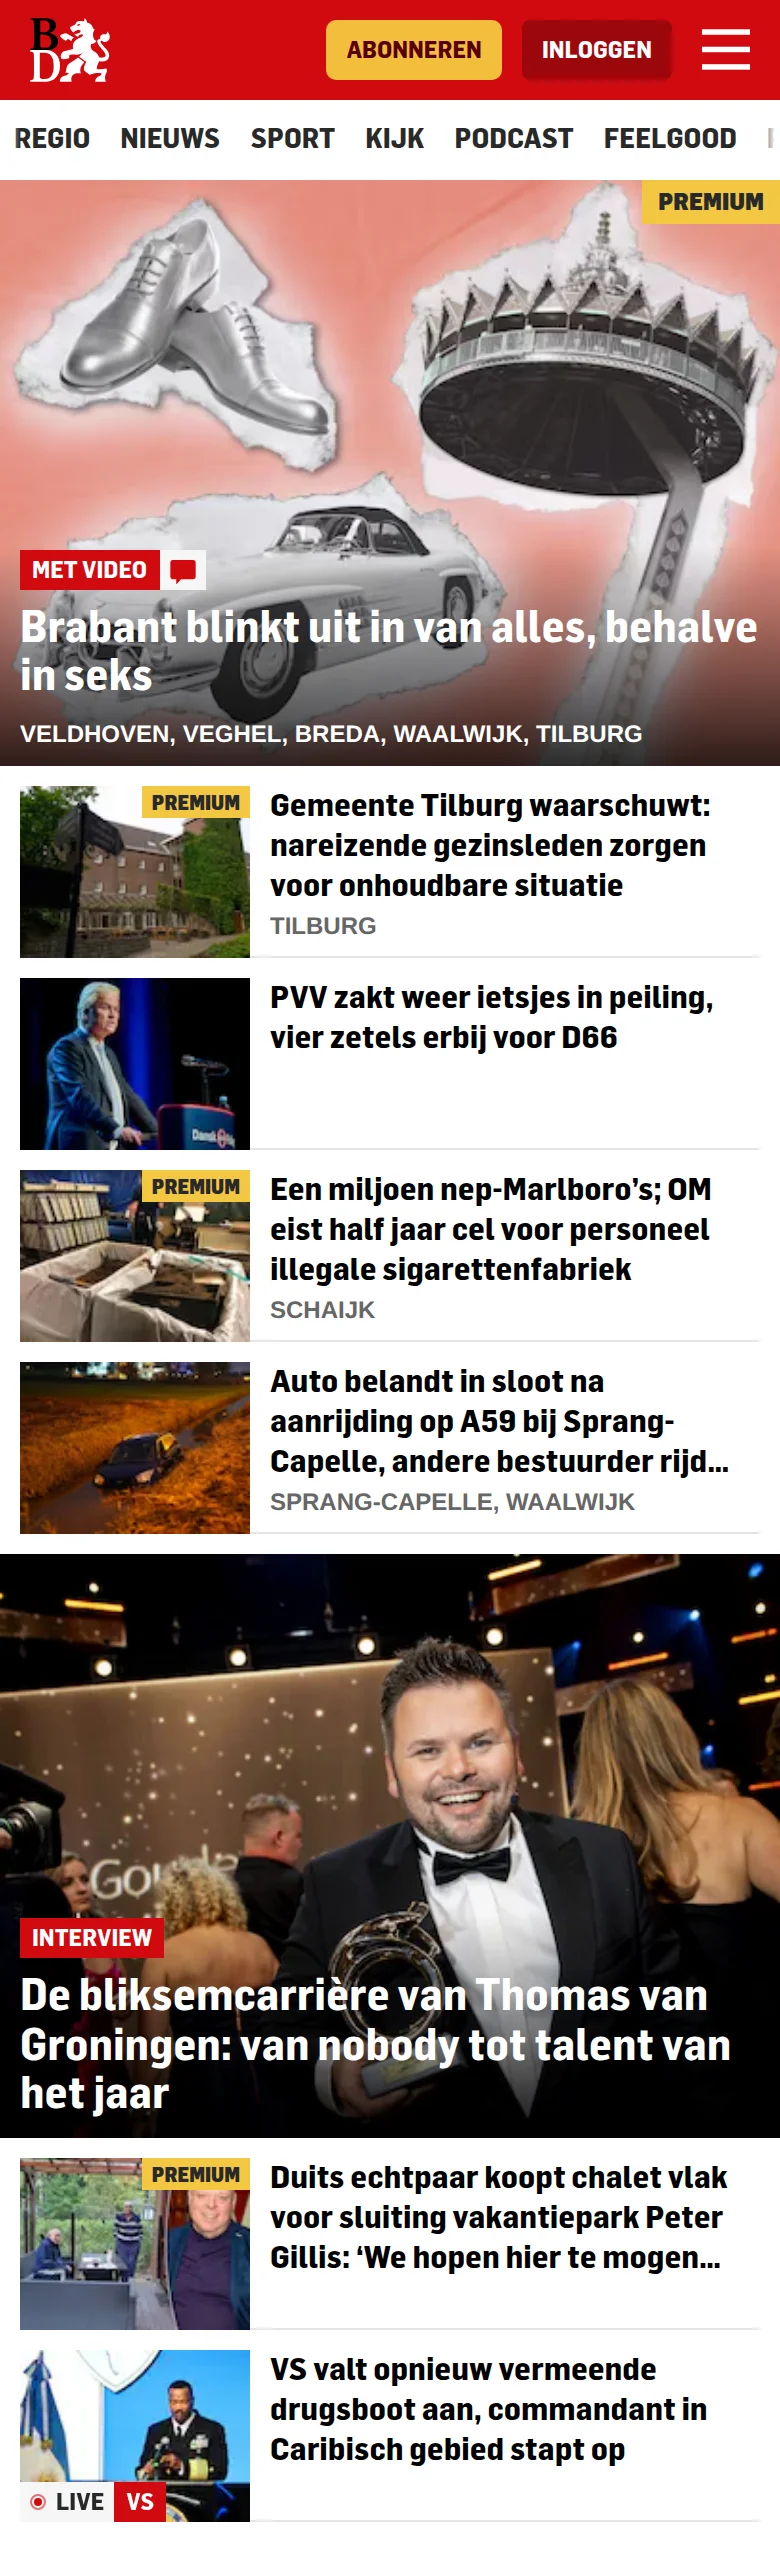 B
D
ABONNEREN
INLOGGEN
REGIO NIEUWS SPORT KIJK PODCAST FEELGOOD
PREMIUM
MET VIDEO
Brabant blinkt uit in van alles, behalve
in seks
VELDHOVEN, VEGHEL, BREDA, WAALWIJK, TILBURG
PREMIUM
Gemeente Tilburg waarschuwt:
nareizende gezinsleden zorgen
voor onhoudbare situatie
TILBURG
PVV zakt weer ietsjes in peiling,
vier zetels erbij voor D66
PREMIUM
Een miljoen nep-Marlboro’s; OM
eist half jaar cel voor personeel
illegale sigarettenfabriek
SCHAIJK
Auto belandt in sloot na
aanrijding op A59 bij Sprang-
Capelle, andere bestuurder rijd...
SPRANG-CAPELLE, WAALWIJK
INTERVIEW
De bliksemcarrière van Thomas van
Groningen: van nobody tot talent van
het jaar
PREMIUM
Duits echtpaar koopt chalet vlak
voor sluiting vakantiepark Peter
Gillis: ‘We hopen hier te mogen...
VS valt opnieuw vermeende
drugsboot aan, commandant in
Caribisch gebied stapt op
LIVE VS